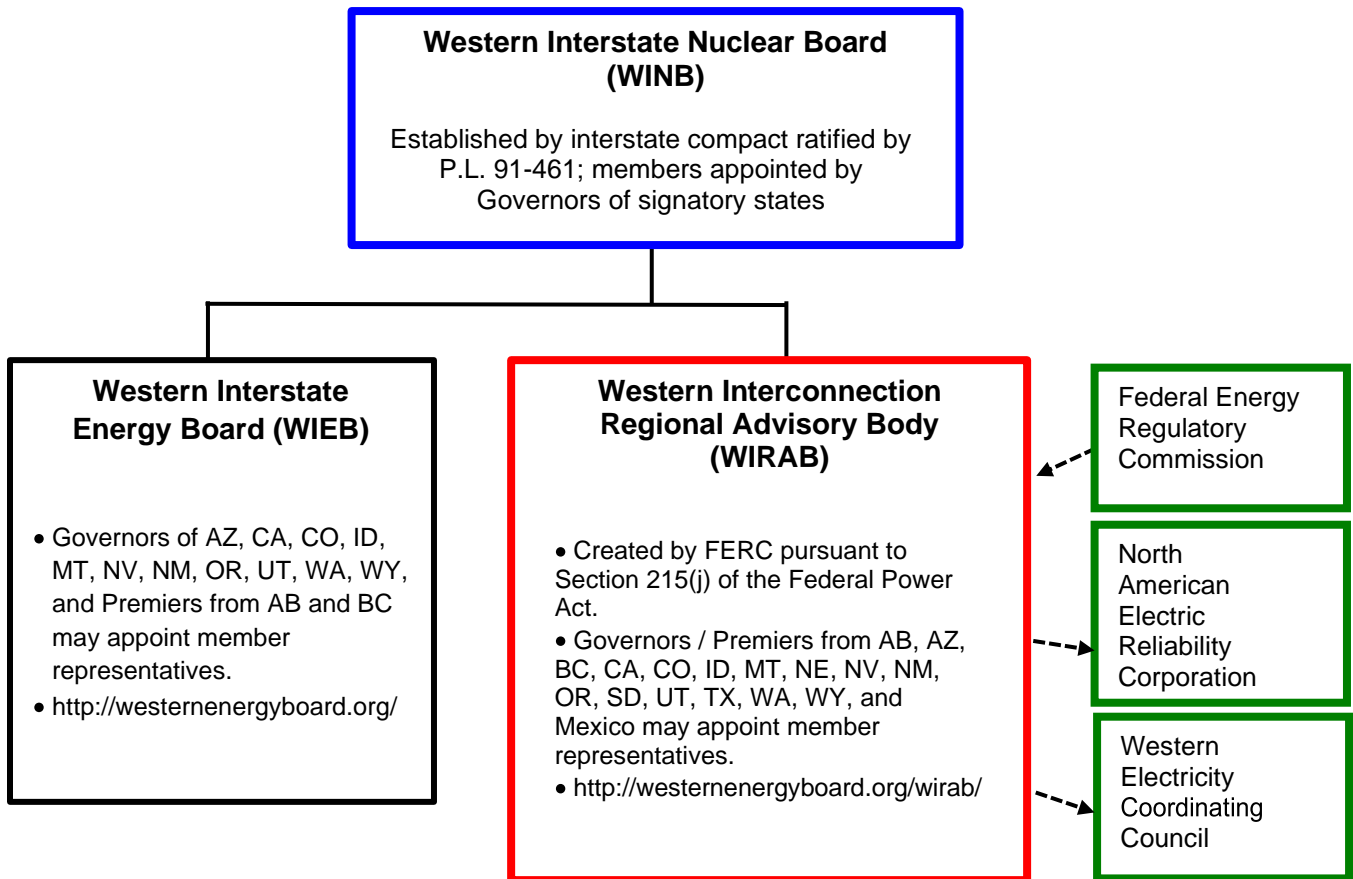 Western Interstate Nuclear Board
(WINB)
Established by interstate compact ratified by
P.L. 91-461; members appointed by
Governors of signatory states
Western Interstate
Energy Board (WIEB)
• Governors of AZ, CA, CO, ID,
MT, NV, NM, OR, UT, WA, WY,
and Premiers from AB and BC
may appoint member
representatives.
• http://westernenergyboard.org/
Western Interconnection
Regional Advisory Body
(WIRAB)
• Created by FERC pursuant to
Section 215(j) of the Federal Power
Act.
• Governors / Premiers from AB, AZ,
BC, CA, CO, ID, MT, NE, NV, NM,
OR, SD, UT, TX, WA, WY, and
Mexico may appoint member
representatives.
• http://westernenergyboard.org/wirab/
Federal Energy
Regulatory
Commission
North
American
Electric
Reliability
Corporation
Western
Electricity
Coordinating
Council